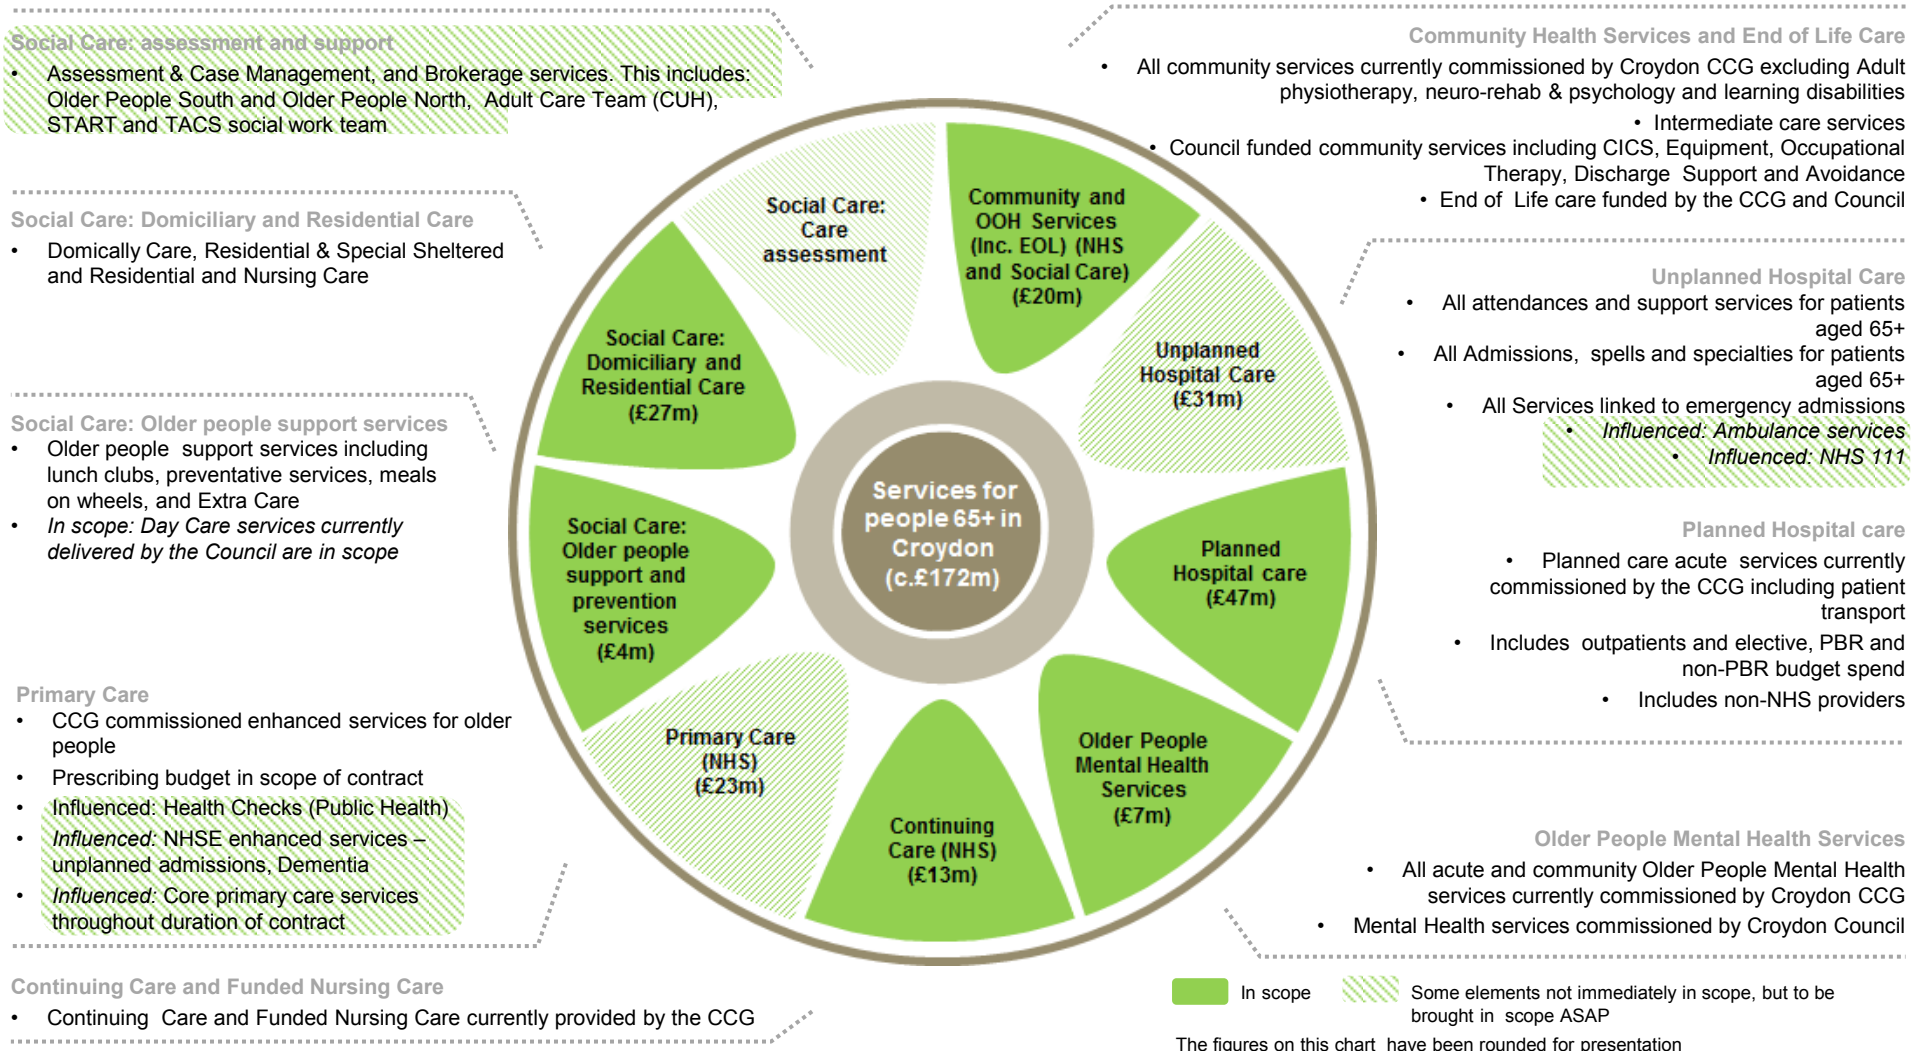 Social Care: assessment and support
• Assessment & Case Management, and Brokerage services. This includes:
Older People South and Older People North, Adult Care Team (CUH),
START and TACS social work team
Social Care: Domiciliary and Residential Care
• Domically Care, Residential & Special Sheltered
and Residential and Nursing Care
Social Care: Older people support services
• Older people support services including
lunch clubs, preventative services, meals
on wheels, and Extra Care
• In scope: Day Care services currently
delivered by the Council are in scope
Primary Care
• CCG commissioned enhanced services for older
people
• Prescribing budget in scope of contract
• Influenced: Health Checks (Public Health)
• Influenced: NHSE enhanced services –
unplanned admissions, Dementia
• Influenced: Core primary care services
throughout duration of contract
Continuing Care and Funded Nursing Care
• Continuing Care and Funded Nursing Care currently provided by the CCG
Social Care:
Care
assessment
Community and
OOH Services
(Inc. EOL) (NHS
and Social Care)
(£20m)
Unplanned
Hospital Care
(£31m)
Planned
Hospital care
(£47m)
Older People
Mental Health
Services
(£7m)
Continuing
Care (NHS)
(£13m)
Primary Care
(NHS)
(£23m)
Social Care:
Older people
support and
prevention
services
(£4m)
Social Care:
Domiciliary and
Residential Care
(£27m)
Services for
people 65+ in
Croydon
(c.£172m)
Community Health Services and End of Life Care
• All community services currently commissioned by Croydon CCG excluding Adult
physiotherapy, neuro-rehab & psychology and learning disabilities
• Intermediate care services
• Council funded community services including CICS, Equipment, Occupational
Therapy, Discharge Support and Avoidance
• End of Life care funded by the CCG and Council
Unplanned Hospital Care
• All attendances and support services for patients
aged 65+
• All Admissions, spells and specialties for patients
aged 65+
• All Services linked to emergency admissions
• Influenced: Ambulance services
• Influenced: NHS 111
Planned Hospital care
• Planned care acute services currently
commissioned by the CCG including patient
transport
• Includes outpatients and elective, PBR and
non-PBR budget spend
• Includes non-NHS providers
Older People Mental Health Services
• All acute and community Older People Mental Health
services currently commissioned by Croydon CCG
• Mental Health services commissioned by Croydon Council
In scope
Some elements not immediately in scope, but to be
brought in scope ASAP
The figures on this chart have been rounded for presentation